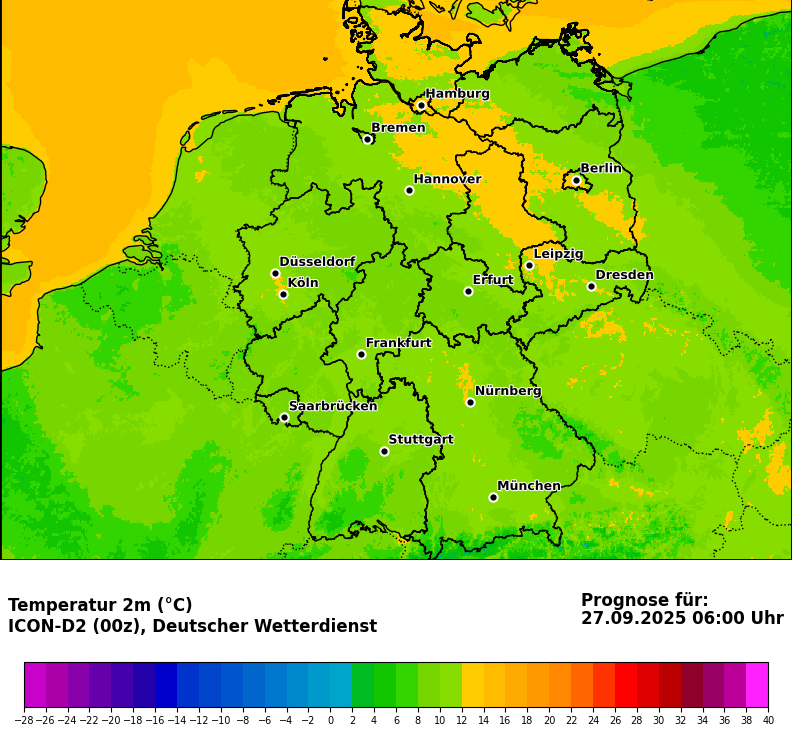 Hamburg
Bremen
Berlin
Hannover
Leipzig
Düsseldorf
Dresden
Erfurt
Köln
Frankfurt
Nürnberg
Saarbrücken
Stuttgart
München
Temperatur 2m (°C)
ICON-D2 (00z), Deutscher Wetterdienst
Prognose für:
27.09.2025 06:00 Uhr
−28 −26 −24 −22 −20 −18 −16 −14 −12 −10 −8 −6 −4 −2 0 2 4 6 8 10 12 14 16 18 20 22 24 26 28 30 32 34 36 38 40